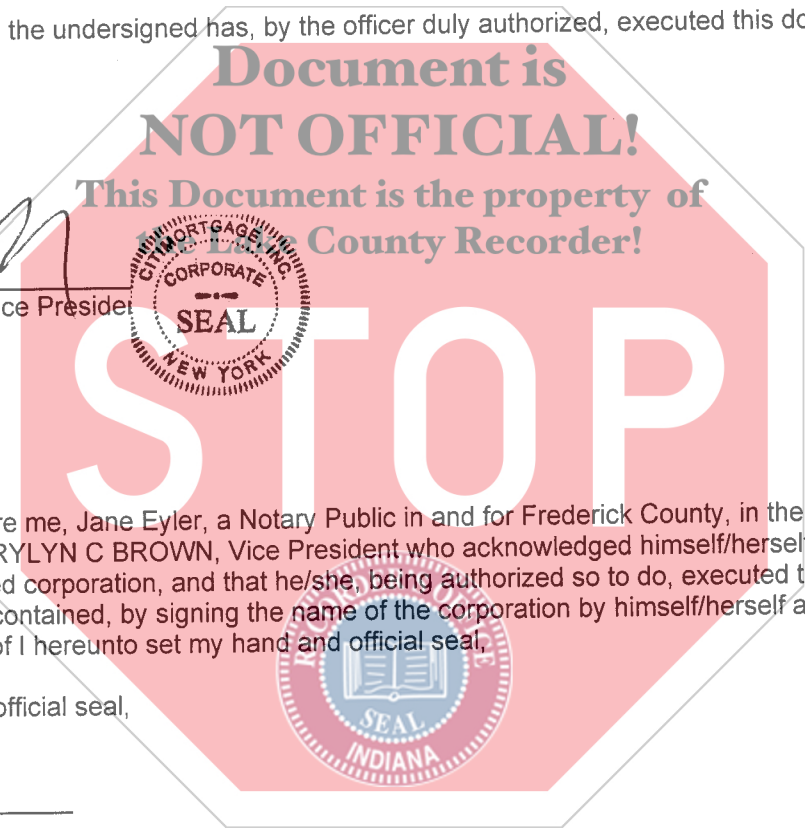 the undersigned has, by the officer duly authorized, executed this do
Document is
NOT OFFICIAL!
This Document is the property of
the Lake County Recorder!
CITIMORTGAGE, INC.
CORPORATE
SEAL
NEW YORK
ce Presider
STOP
re me, Jane Eyler, a Notary Public in and for Frederick County, in the
RYLYN C BROWN, Vice President who acknowledged himself/herself
ed corporation, and that he/she, being authorized so to do, executed t
contained, by signing the name of the corporation by himself/herself a
of I hereunto set my hand and official seal,
SEAL
INDIANA
official seal,